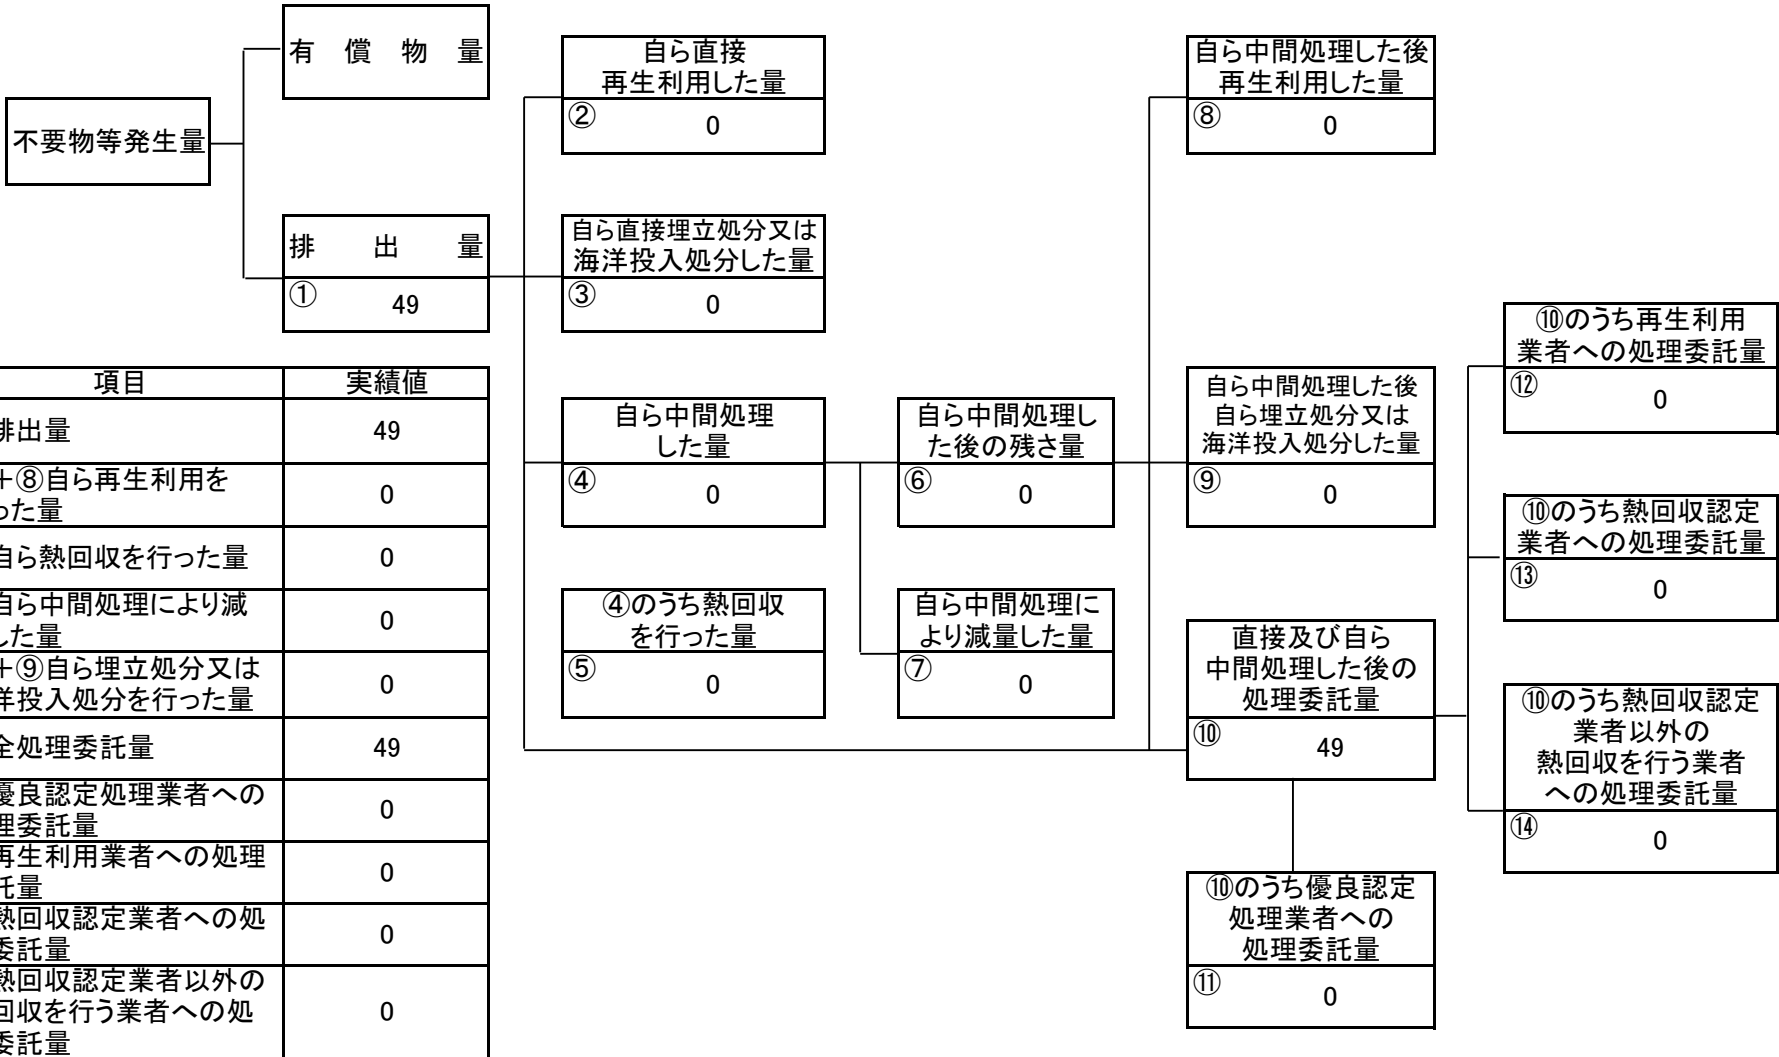 有償物量
不要物等発生量
排出量
① 49
自ら直接
再生利用した量
② 0
自ら直接埋立処分又は
海洋投入処分した量
③ 0
自ら中間処理
した量
④ 0
④のうち熱回収
を行った量
⑤ 0
自ら中間処理し
た後の残さ量
⑥ 0
自ら中間処理に
より減量した量
⑦ 0
自ら中間処理した後
再生利用した量
⑧ 0
自ら中間処理した後
自ら埋立処分又は
海洋投入処分した量
⑨ 0
直接及び自ら
中間処理した後の
処理委託量
⑩ 49
⑩のうち優良認定
処理業者への
処理委託量
⑪ 0
⑩のうち再生利用
業者への処理委託量
⑫ 0
⑩のうち熱回収認定
業者への処理委託量
⑬ 0
⑩のうち熱回収認定
業者以外の
熱回収を行う業者
への処理委託量
⑭ 0
項目 実績値
排出量 49
+⑧自ら再生利用を
った量 0
自ら熱回収を行った量 0
自ら中間処理により減
した量 0
+⑨自ら埋立処分又は
洋投入処分を行った量 0
全処理委託量 49
優良認定処理業者への
理委託量 0
再生利用業者への処理
託量 0
熱回収認定業者への処
委託量 0
熱回収認定業者以外の
回収を行う業者への処
委託量 0